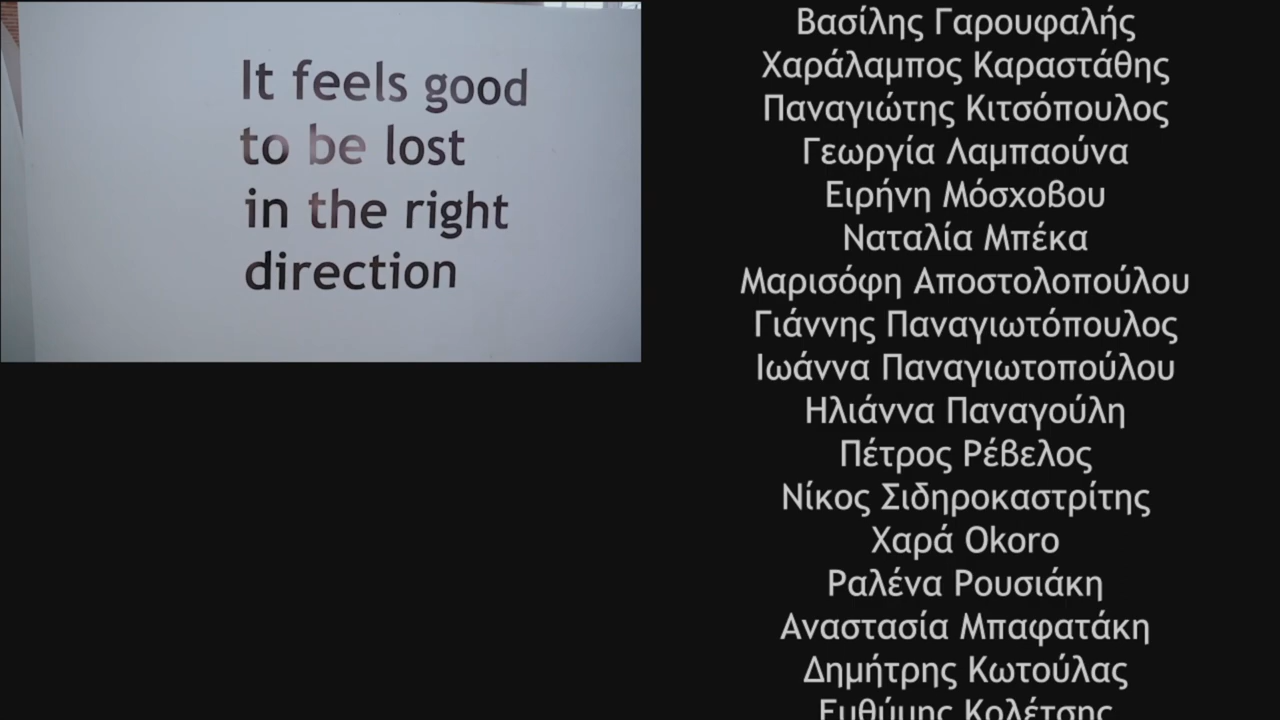 It feels good
to be lost
in the right
direction
Βασίλης Γαρουφαλής
Χαράλαμπος Καραστάθης
Παναγιώτης Κιτσόπουλος
Γεωργία Λαμπαούνα
Ειρήνη Μόσχοβου
Ναταλία Μπέκα
Μαρισόφη Αποστολοπούλου
Γιάννης Παναγιωτόπουλος
Ιωάννα Παναγιωτοπούλου
Ηλιάννα Παναγούλη
Πέτρος Ρέβελος
Νίκος Σιδηροκαστρίτης
Χαρά Okoro
Ραλένα Ρουσιάκη
Αναστασία Μπαφατάκη
Δημήτρης Κωτούλας
Ευθύμης Κολέτσης